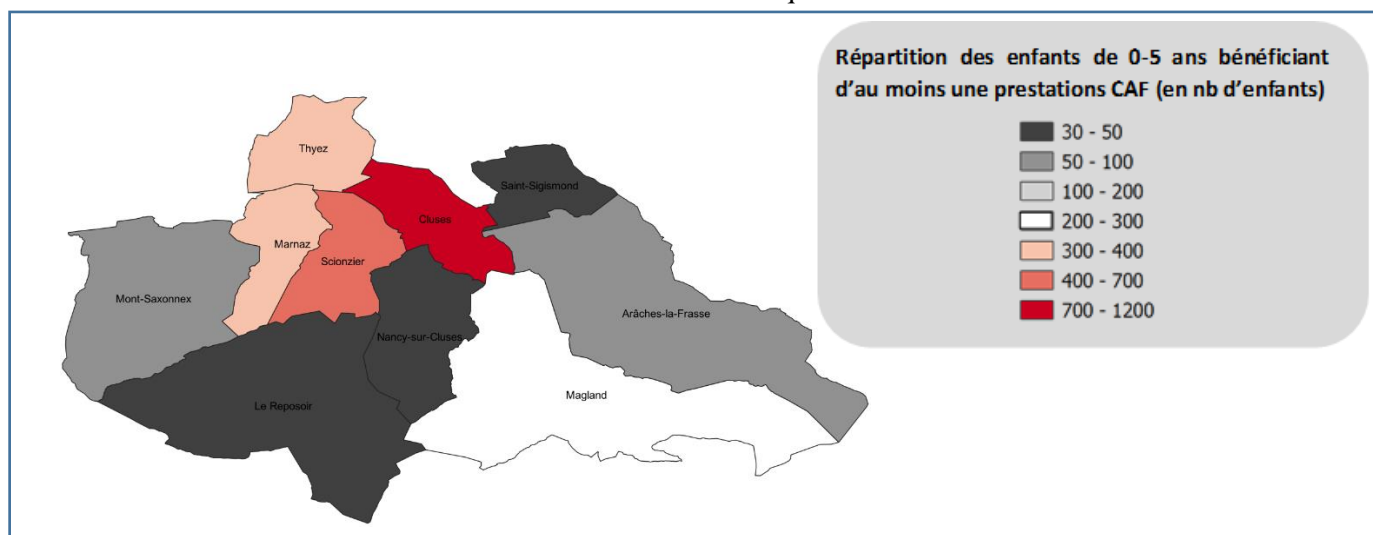 Répartition des enfants de 0-5 ans bénéficiant
d'au moins une prestations CAF (en nb d'enfants)
30 - 50
50 - 100
100 - 200
200 - 300
300 - 400
400 - 700
700 - 1200
Thyez
Saint-Sigismond
Cluses
Marnaz
Scionzier
Mont-Saxonnex
Arâches-la-Frasse
Nancy-sur-Cluses
Magland
Le Reposoir